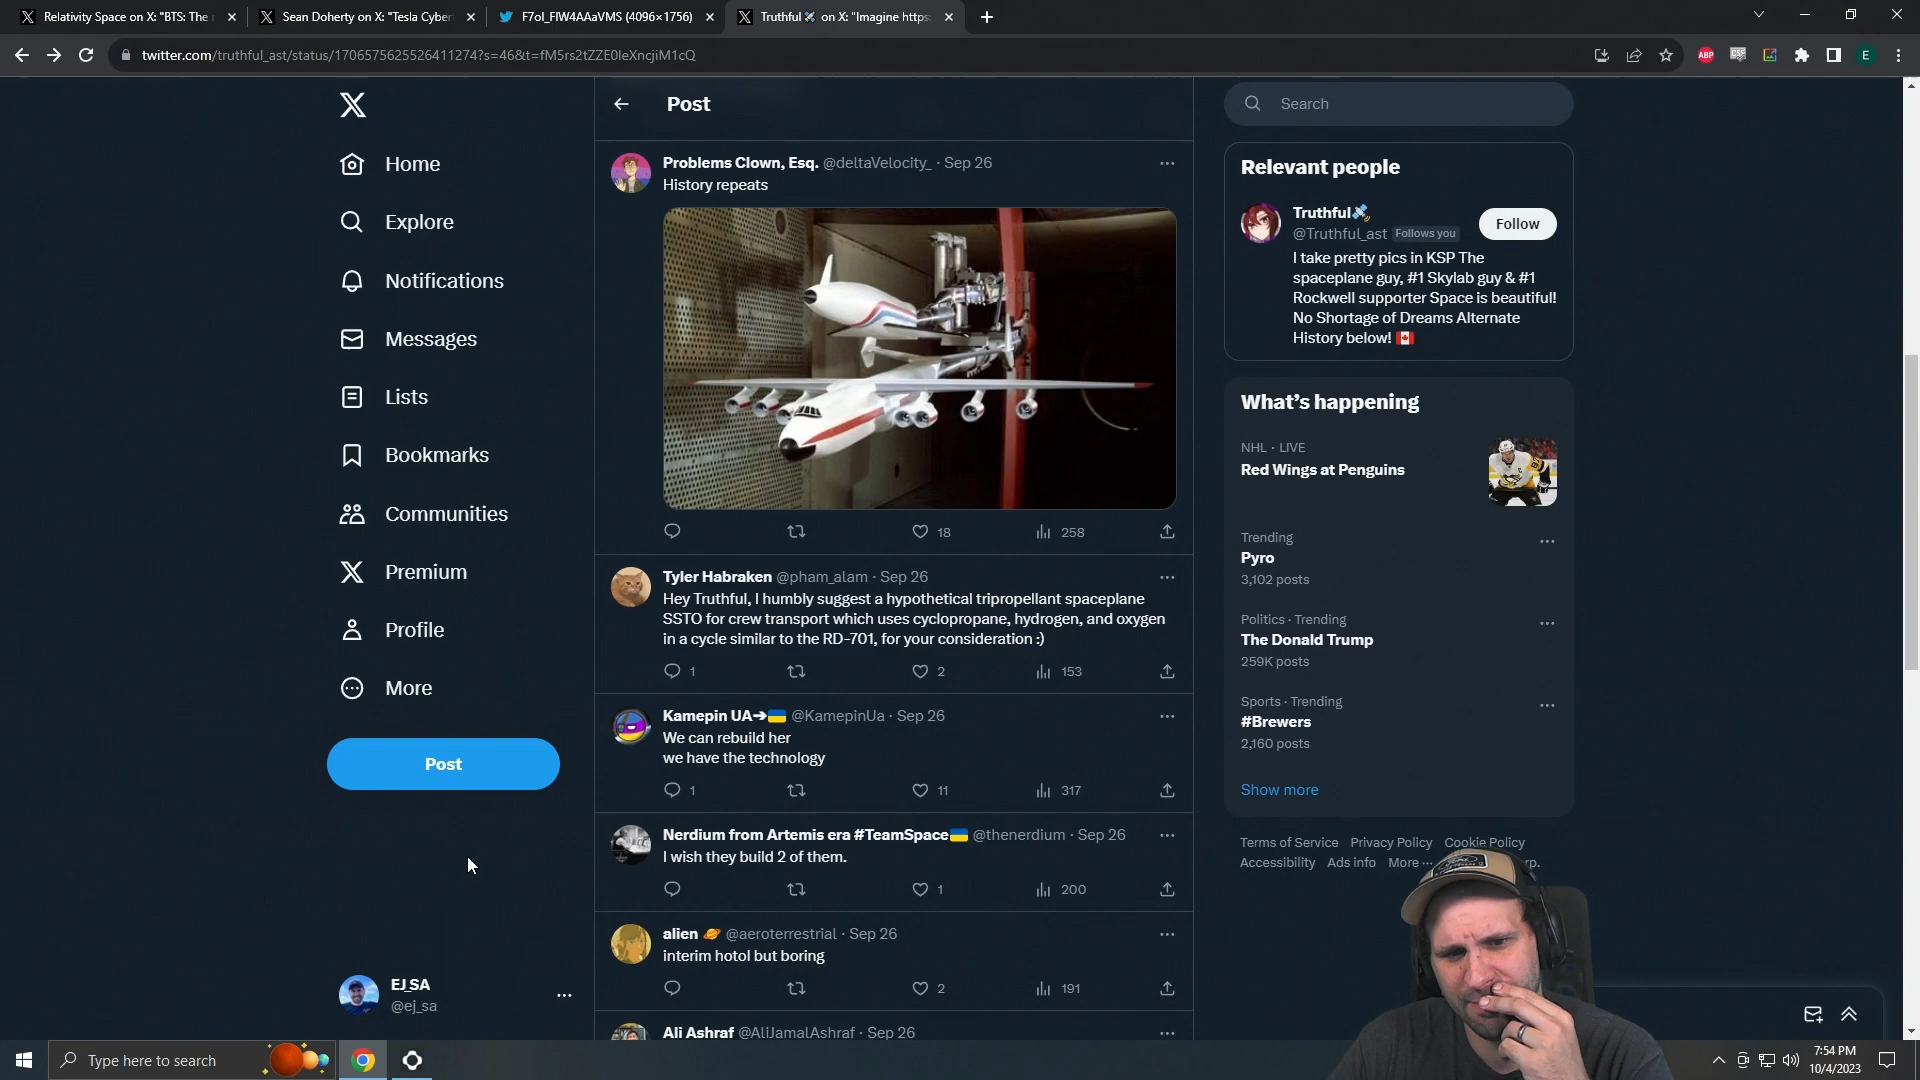 Relativity Space on X: "BTS: The
Sean Doherty on X: "Tesla Cyber
F7ol_FIW4AAaVMS (4096×1756)
Truthful🛰 on X: "Imagine https:
twitter.com/truthful_ast/status/1706575625526411274?s=46&t=fM5rs2tZZE0leXncjiM1cQ
ABP
E
Home
Explore
Notifications
Messages
Lists
Bookmarks
Communities
Premium
Profile
More
Post
EJ_SA
@ej_sa
Post
Problems Clown, Esq. @deltaVelocity_ · Sep 26
History repeats
18
258
Tyler Habraken @pham_alam · Sep 26
Hey Truthful, I humbly suggest a hypothetical tripropellant spaceplane
SSTO for crew transport which uses cyclopropane, hydrogen, and oxygen
in a cycle similar to the RD-701, for your consideration :)
1
2
153
Kamepin UA➔🇺🇦 @KamepinUa · Sep 26
We can rebuild her
we have the technology
1
11
317
Nerdium from Artemis era #TeamSpace🇺🇦 @thenerdium · Sep 26
I wish they build 2 of them.
1
200
alien 🪐 @aeroterrestrial · Sep 26
interim hotol but boring
2
191
Ali Ashraf @AliJamalAshraf · Sep 26
Search
Relevant people
Truthful🛰
@Truthful_ast Follows you
Follow
I take pretty pics in KSP The
spaceplane guy, #1 Skylab guy & #1
Rockwell supporter Space is beautiful!
No Shortage of Dreams Alternate
History below! 🇨🇦
What's happening
NHL · LIVE
Red Wings at Penguins
Trending
Pyro
3,102 posts
Politics · Trending
The Donald Trump
259K posts
Sports · Trending
#Brewers
2,160 posts
Show more
Terms of Service Privacy Policy Cookie Policy
Accessibility Ads info More ··· rp.
Type here to search
7:54 PM
10/4/2023